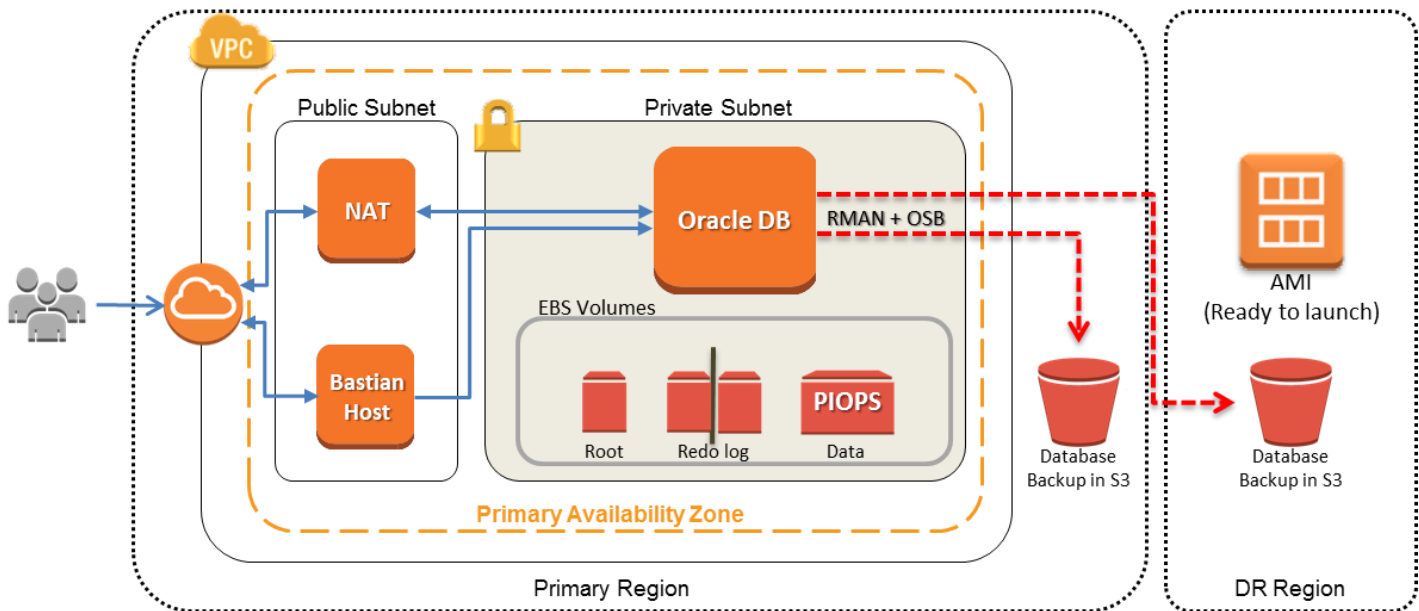 VPC
Public Subnet
Private Subnet
NAT
Oracle DB
RMAN + OSB
AMI
(Ready to launch)
EBS Volumes
Bastian
Host
PIOPS
Root
Redo log
Data
Database
Backup in S3
Database
Backup in S3
Primary Availability Zone
Primary Region
DR Region